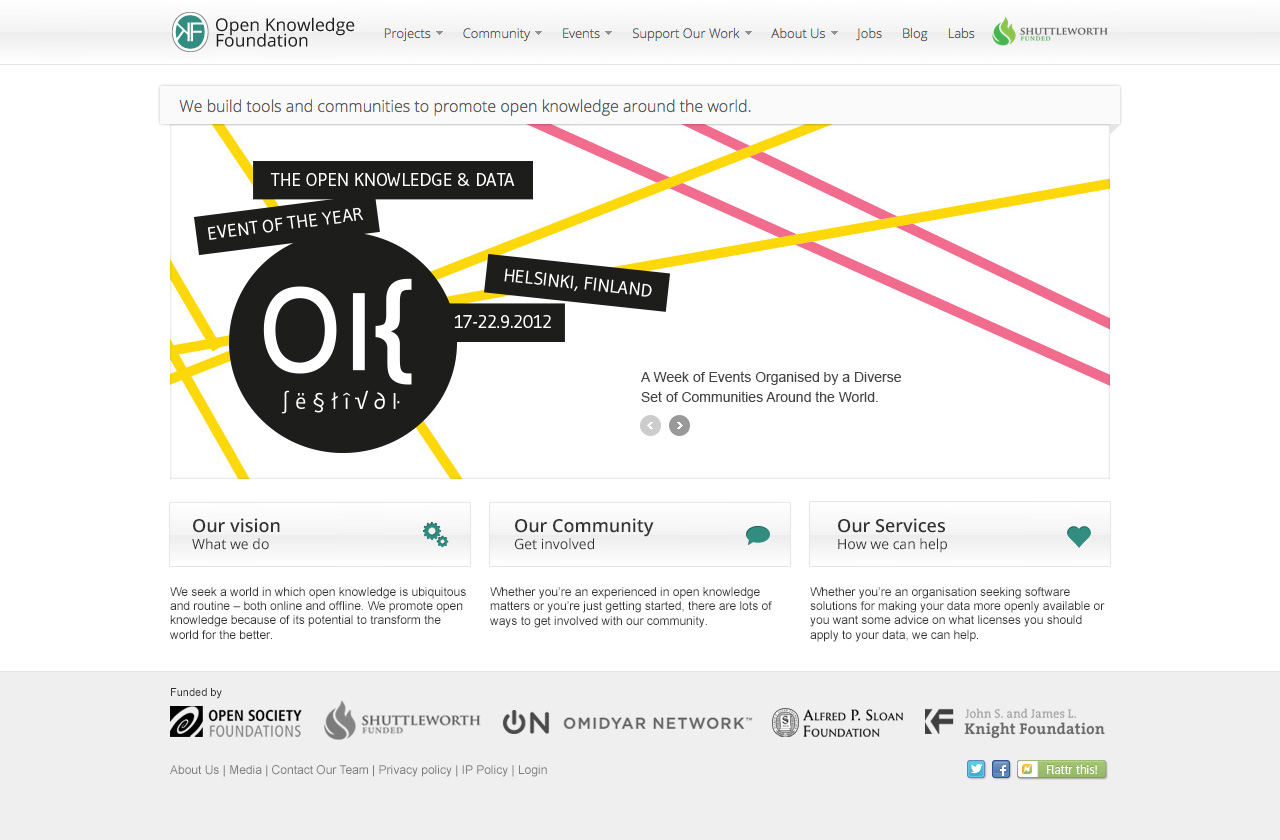 Open Knowledge
Foundation
Projects Community Events Support Our Work About Us Jobs Blog Labs
SHUTTLEWORTH
FUNDED
We build tools and communities to promote open knowledge around the world.
THE OPEN KNOWLEDGE & DATA
EVENT OF THE YEAR
HELSINKI, FINLAND
17-22.9.2012
OK
ʃë§łîv∂ŀ
A Week of Events Organised by a Diverse
Set of Communities Around the World.
Our vision
What we do
We seek a world in which open knowledge is ubiquitous
and routine – both online and offline. We promote open
knowledge because of its potential to transform the
world for the better.
Our Community
Get involved
Whether you're an experienced in open knowledge
matters or you're just getting started, there are lots of
ways to get involved with our community.
Our Services
How we can help
Whether you're an organisation seeking software
solutions for making your data more openly available or
you want some advice on what licenses you should
apply to your data, we can help.
Funded by
OPEN SOCIETY
FOUNDATIONS
SHUTTLEWORTH
FUNDED
OMIDYAR NETWORK™
ALFRED P. SLOAN
FOUNDATION
John S. and James L.
Knight Foundation
About Us | Media | Contact Our Team | Privacy policy | IP Policy | Login
Flattr this!